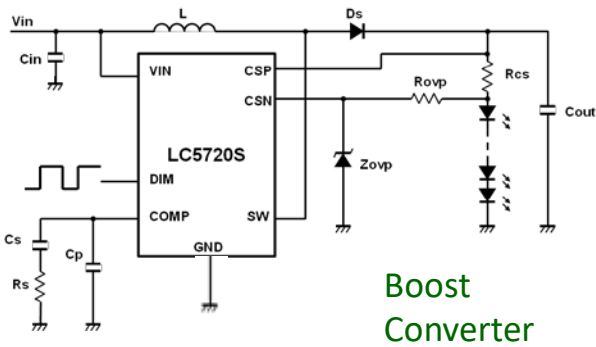 Vin
L
Ds
Cin
VIN
CSP
Rovp
Rcs
CSN
Cout
LC5720S
Zovp
DIM
COMP
SW
Cs
Cp
GND
Rs
Boost
Converter